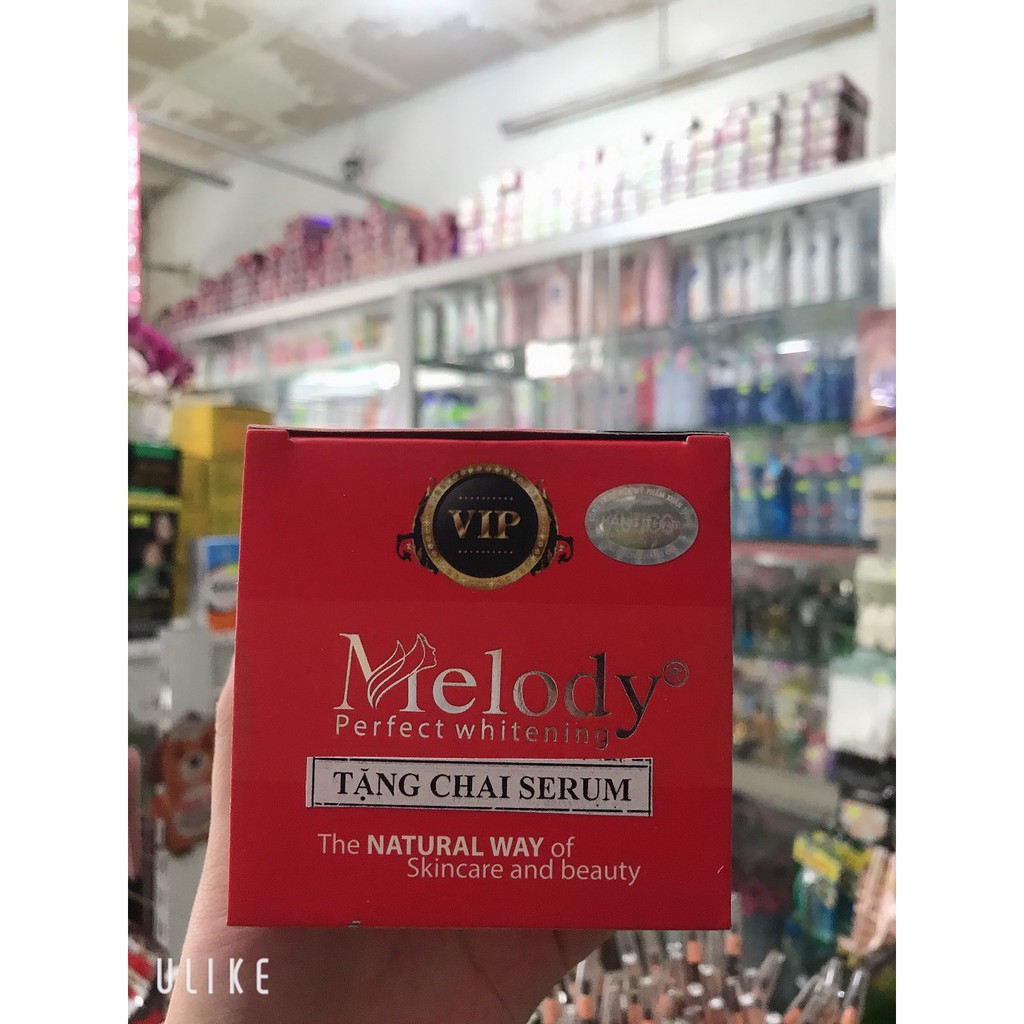 VIP
Melody®
Perfect whitening
TẶNG CHAI SERUM
The NATURAL WAY of
Skincare and beauty
ULIKE